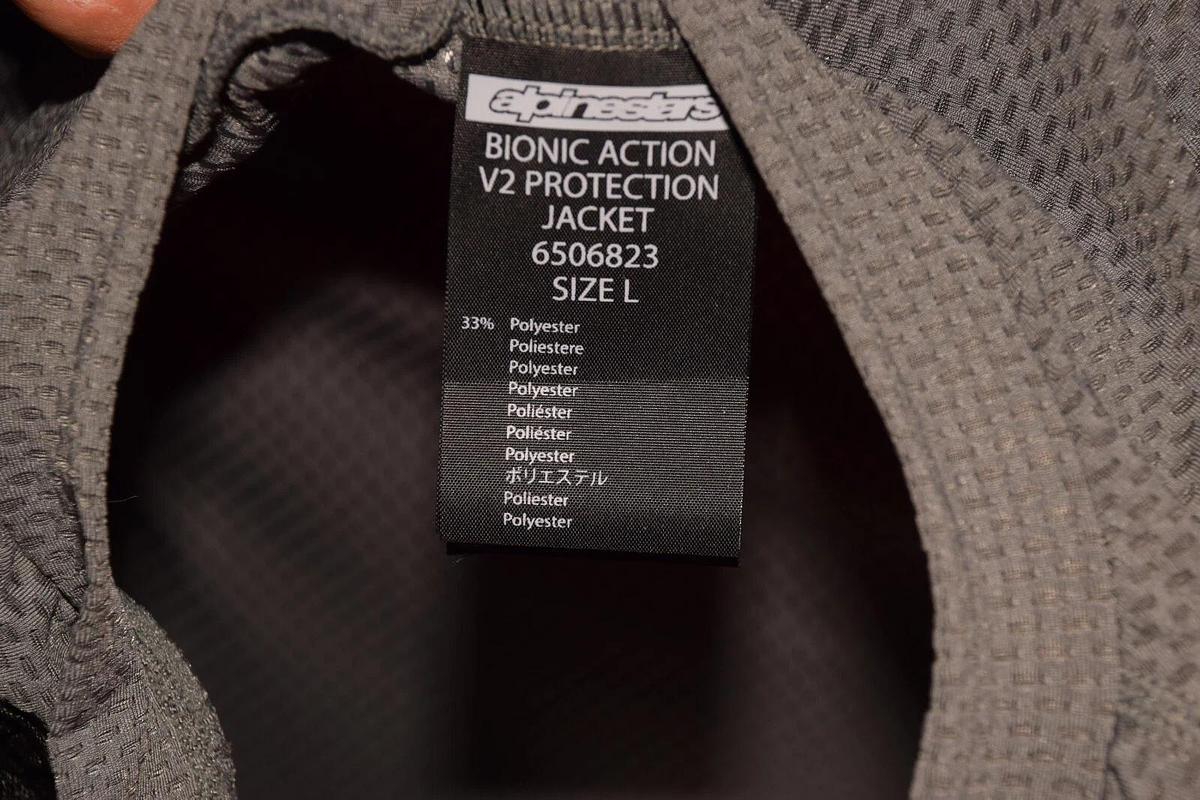 alpinestars
BIONIC ACTION
V2 PROTECTION
JACKET
6506823
SIZE L
33% Polyester
Poliestere
Polyester
Polyester
Poliéster
Poliéster
Polyester
ポリエステル
Poliester
Polyester